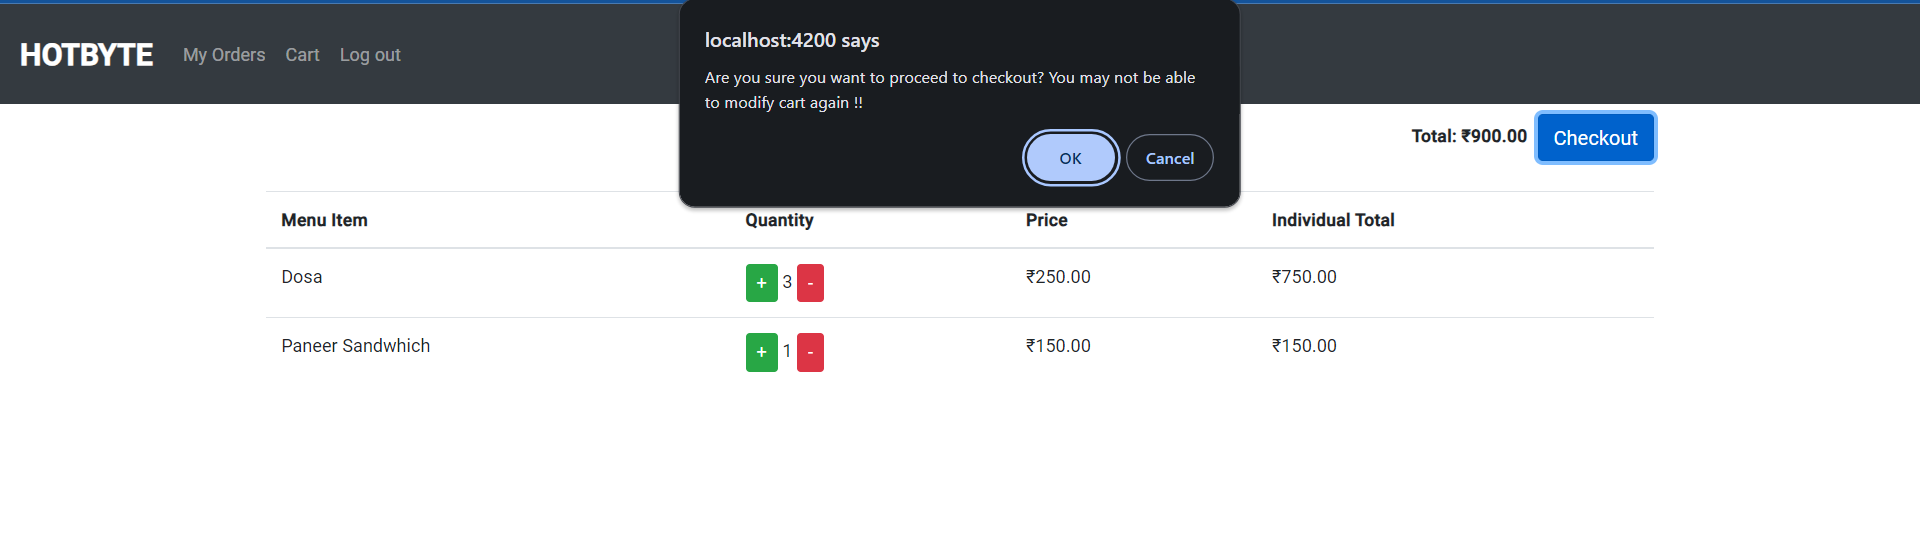 HOTBYTE My Orders Cart Log out
localhost:4200 says
Are you sure you want to proceed to checkout? You may not be able
to modify cart again !!
OK Cancel
Total: ₹900.00 Checkout
Menu Item Quantity Price Individual Total
Dosa + 3 - ₹250.00 ₹750.00
Paneer Sandwhich + 1 - ₹150.00 ₹150.00